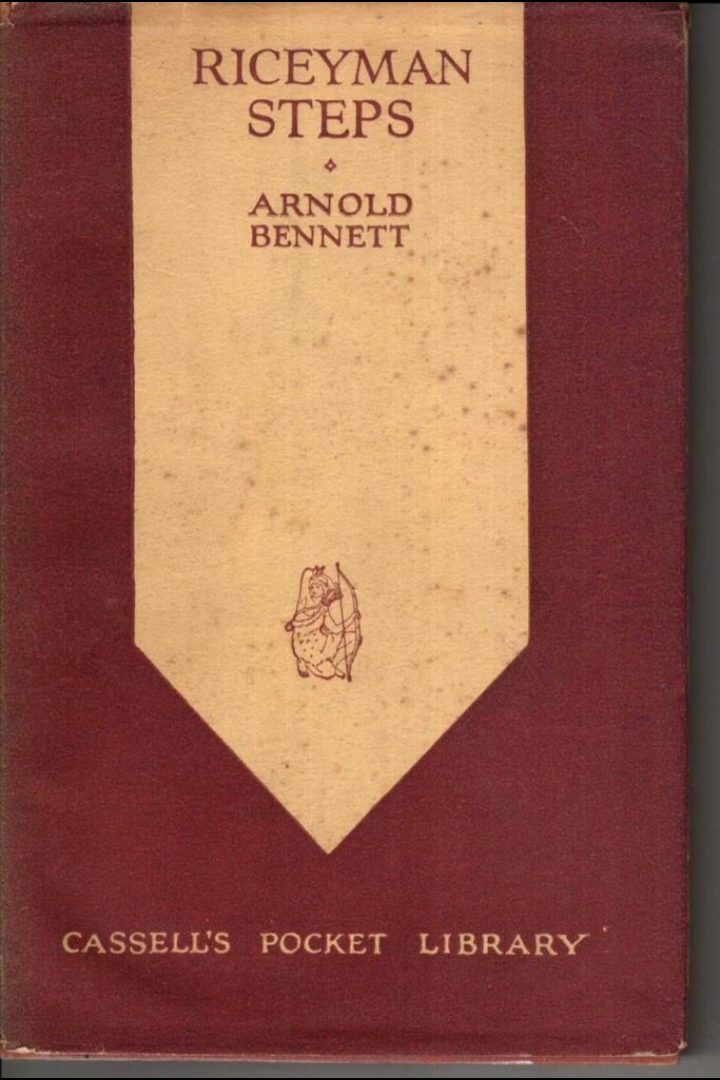 RICEYMAN
STEPS
ARNOLD
BENNETT
CASSELL'S POCKET LIBRARY